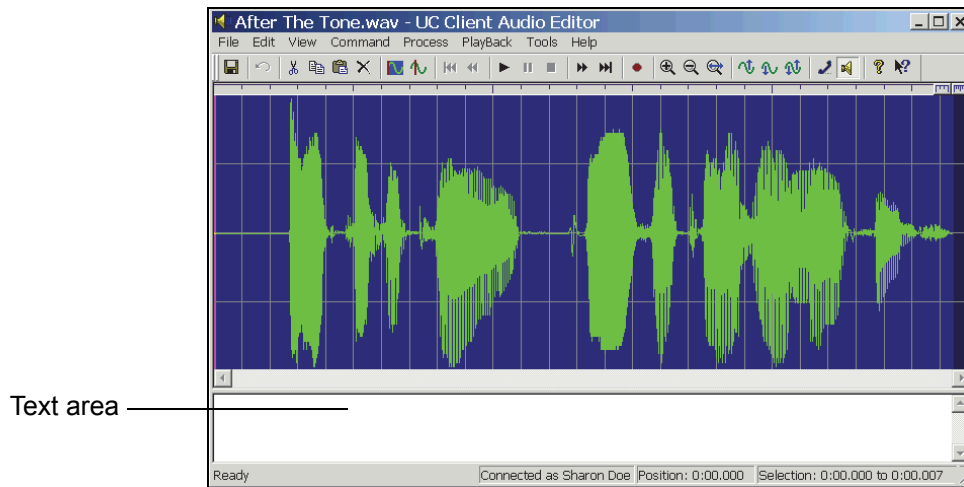 After The Tone.wav - UC Client Audio Editor
File Edit View Command Process PlayBack Tools Help
Text area
Ready Connected as Sharon Doe Position: 0:00.000 Selection: 0:00.000 to 0:00.007